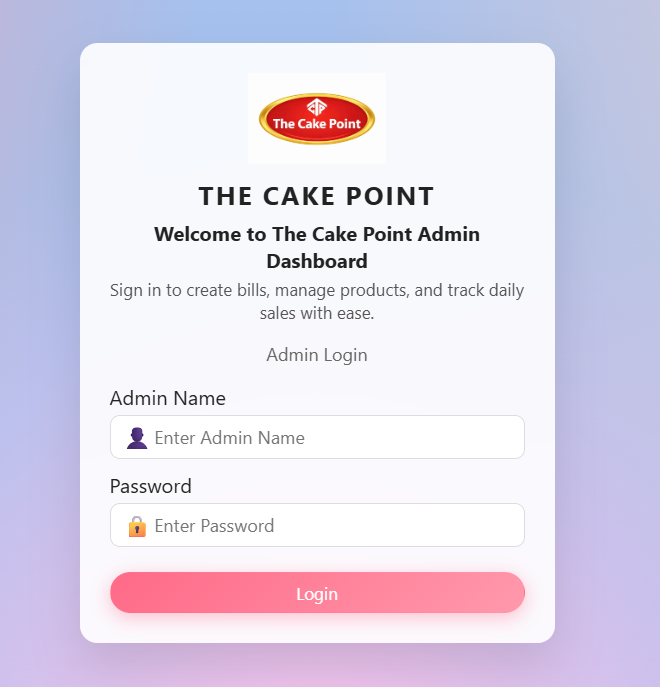 The Cake Point
THE CAKE POINT
Welcome to The Cake Point Admin
Dashboard
Sign in to create bills, manage products, and track daily
sales with ease.
Admin Login
Admin Name
👤 Enter Admin Name
Password
🔒 Enter Password
Login